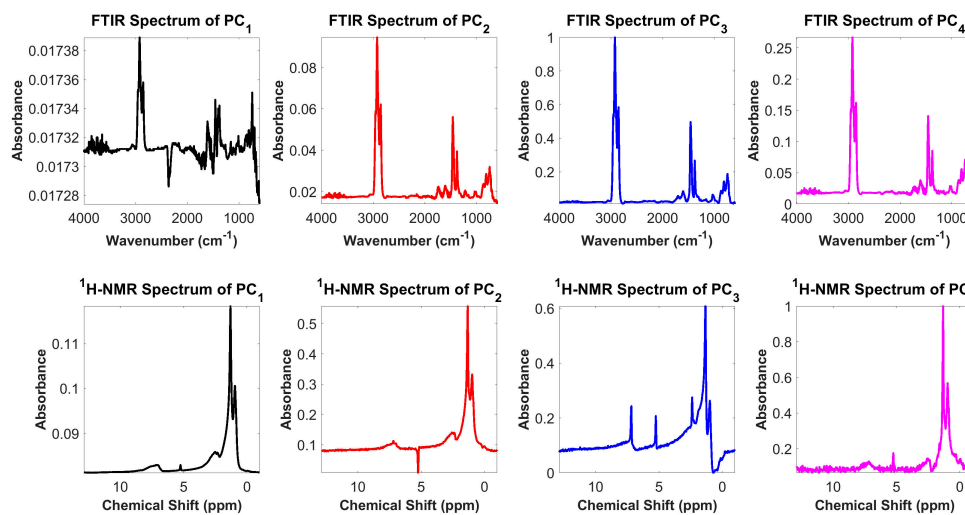 FTIR Spectrum of PC1
FTIR Spectrum of PC2
FTIR Spectrum of PC3
FTIR Spectrum of PC4
Absorbance
0.01738
0.01736
0.01734
0.01732
0.0173
0.01728
4000 3000 2000 1000
Wavenumber (cm-1)
Absorbance
0.08
0.06
0.04
0.02
4000 3000 2000 1000
Wavenumber (cm-1)
Absorbance
1
0.8
0.6
0.4
0.2
0
4000 3000 2000 1000
Wavenumber (cm-1)
Absorbance
0.25
0.2
0.15
0.1
0.05
0
4000 3000 2000 1000
Wavenumber (cm-1)
1H-NMR Spectrum of PC1
1H-NMR Spectrum of PC2
1H-NMR Spectrum of PC3
1H-NMR Spectrum of PC
Absorbance
0.11
0.1
0.09
10 5 0
Chemical Shift (ppm)
Absorbance
0.5
0.4
0.3
0.2
0.1
10 5 0
Chemical Shift (ppm)
Absorbance
0.6
0.4
0.2
0
10 5 0
Chemical Shift (ppm)
Absorbance
1
0.8
0.6
0.4
0.2
10 5 0
Chemical Shift (ppm)